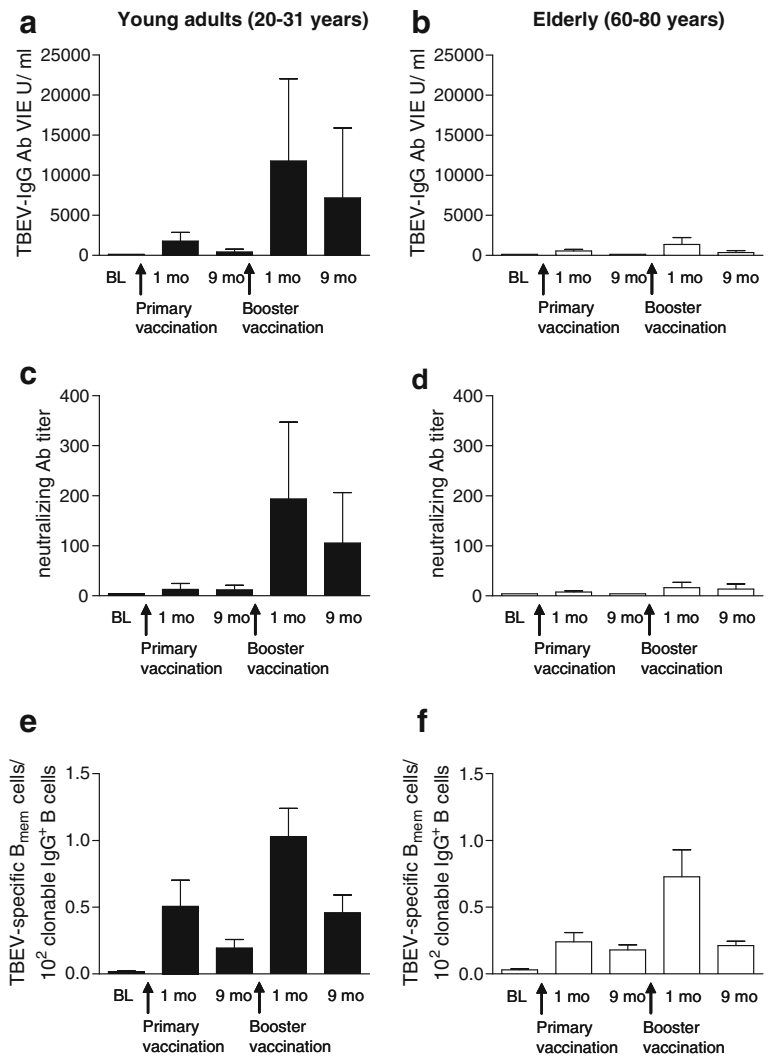 a Young adults (20-31 years)
TBEV-IgG Ab VIE U/ ml
25000
20000
15000
10000
5000
0
BL 1 mo 9 mo 1 mo 9 mo
Primary
vaccination
Booster
vaccination
b Elderly (60-80 years)
TBEV-IgG Ab VIE U/ ml
25000
20000
15000
10000
5000
0
BL 1 mo 9 mo 1 mo 9 mo
Primary
vaccination
Booster
vaccination
c
neutralizing Ab titer
400
300
200
100
0
BL 1 mo 9 mo 1 mo 9 mo
Primary
vaccination
Booster
vaccination
d
neutralizing Ab titer
400
300
200
100
0
BL 1 mo 9 mo 1 mo 9 mo
Primary
vaccination
Booster
vaccination
e
TBEV-specific Bmem cells/
10² clonable IgG⁺ B cells
1.5
1.0
0.5
0.0
BL 1 mo 9 mo 1 mo 9 mo
Primary
vaccination
Booster
vaccination
f
TBEV-specific Bmem cells/
10² clonable IgG⁺ B cells
1.5
1.0
0.5
0.0
BL 1 mo 9 mo 1 mo 9 mo
Primary
vaccination
Booster
vaccination